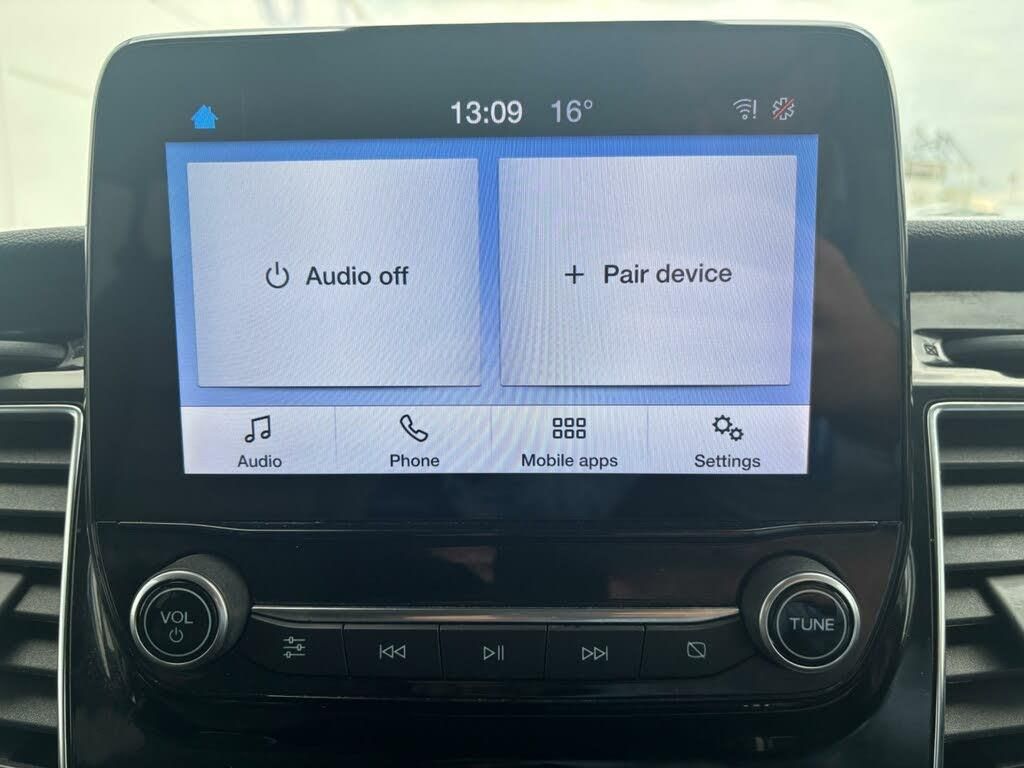 13:09 16°
Audio off
+ Pair device
Audio
Phone
Mobile apps
Settings
VOL
TUNE